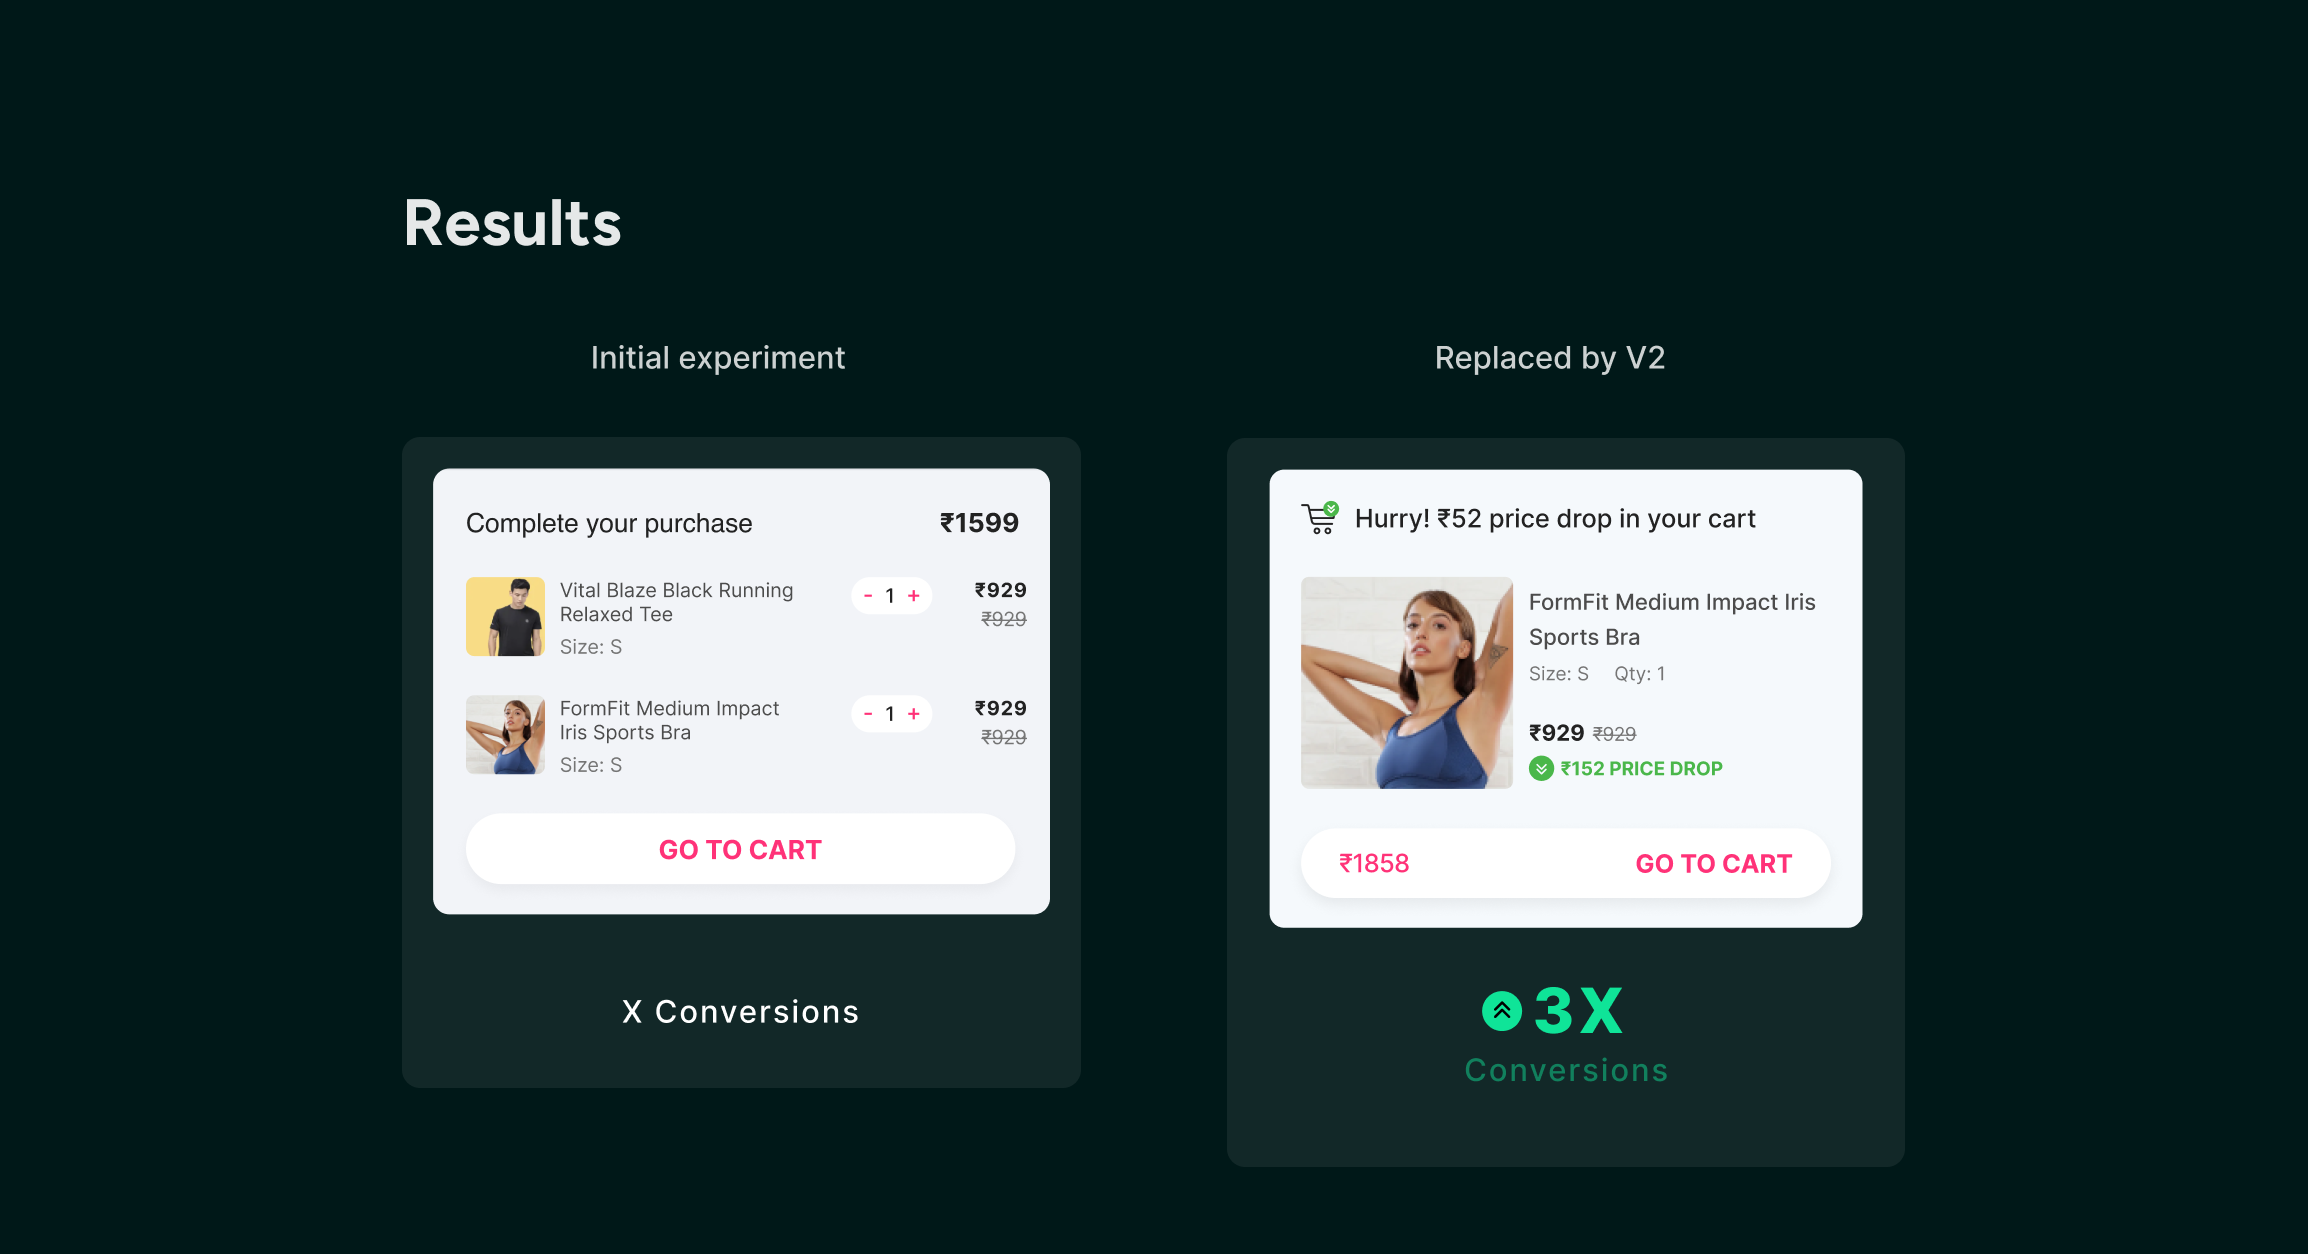 Results
Initial experiment
Complete your purchase ₹1599
Vital Blaze Black Running
Relaxed Tee
Size: S
- 1 +
₹929
₹929
FormFit Medium Impact
Iris Sports Bra
Size: S
- 1 +
₹929
₹929
GO TO CART
X Conversions
Replaced by V2
Hurry! ₹52 price drop in your cart
FormFit Medium Impact Iris
Sports Bra
Size: S Qty: 1
₹929 ₹929
₹152 PRICE DROP
₹1858 GO TO CART
3X
Conversions